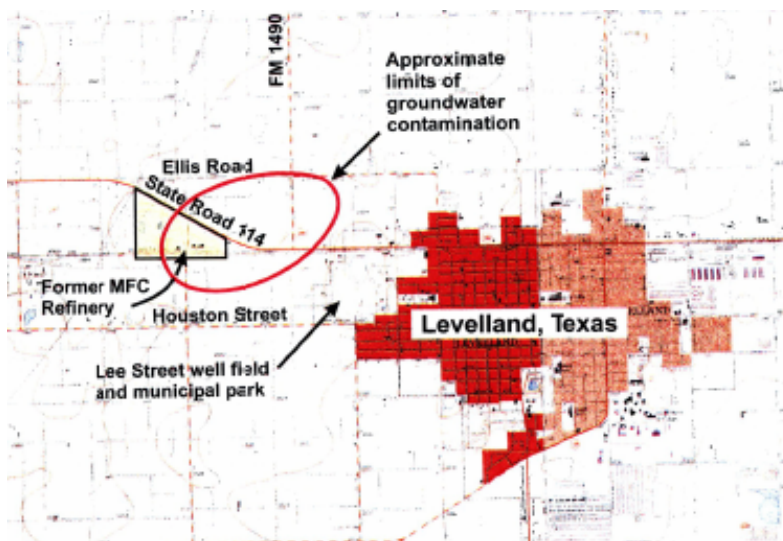 FM 1490
Approximate
limits of
groundwater
contamination
Ellis Road
State Road 114
Former MFC
Refinery
Houston Street
Levelland, Texas
Lee Street well field
and municipal park